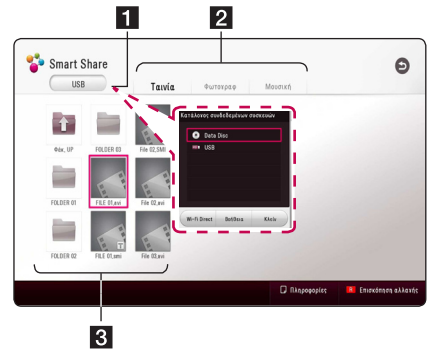 1
2
Smart Share
USB
Ταινία
Φωτογραφ
Μουσική
Κατάλογος συνδεδεμένων συσκευών
Data Disc
USB
Wi-Fi Direct
Βοήθεια
Κλείν
Φάκ. UP
FOLDER 03
File 02.SMI
FOLDER 01
FILE 01.avi
File 02.avi
FOLDER 02
FILE 01.smi
File 03.avi
T
Πληροφορίες
Επισκόπηση αλλαγής
3